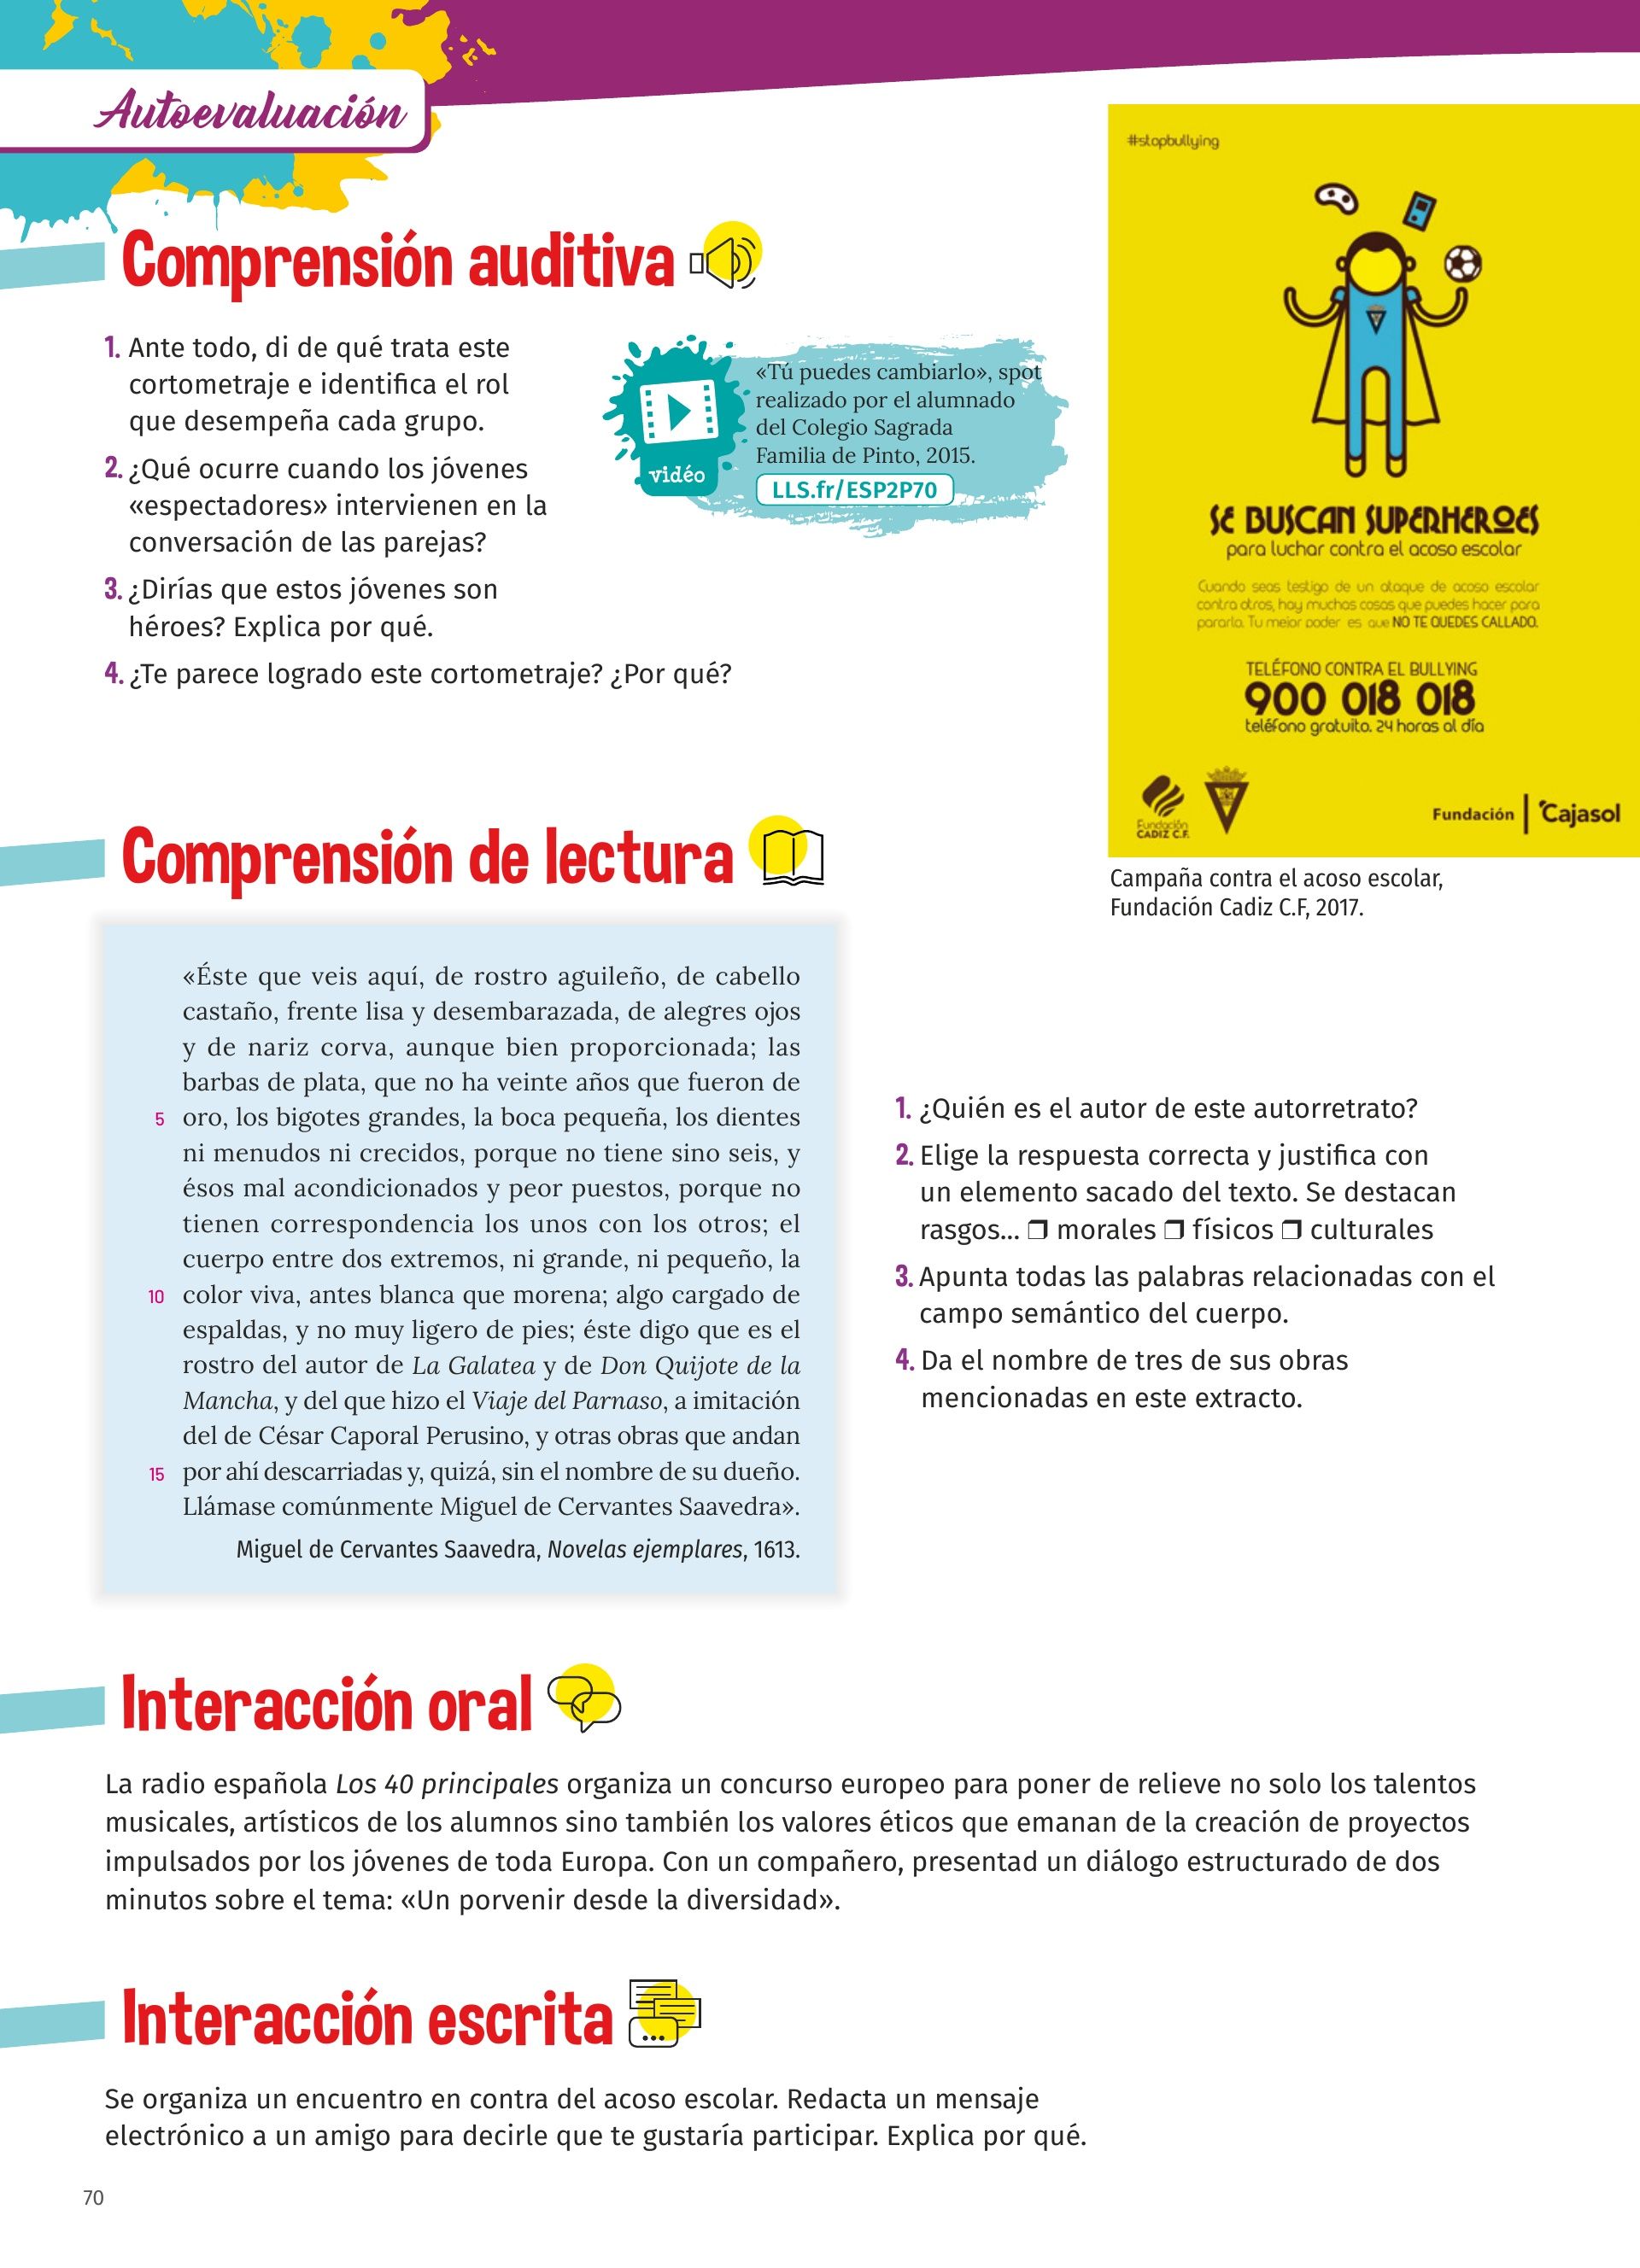 Autoevaluación
Comprensión auditiva
1. Ante todo, di de qué trata este
cortometraje e identifica el rol
que desempeña cada grupo.
2. ¿Qué ocurre cuando los jóvenes
«espectadores» intervienen en la
conversación de las parejas?
3. ¿Dirías que estos jóvenes son
héroes? Explica por qué.
4. ¿Te parece logrado este cortometraje? ¿Por qué?
vidéo
«Tú puedes cambiarlo», spot
realizado por el alumnado
del Colegio Sagrada
Familia de Pinto, 2015.
LLS.fr/ESP2P70
#stopbullying
SE BUSCAN SUPERHEROES
para luchar contra el acoso escolar
Cuando seas testigo de un ataque de acoso escolar
contra otros, hay muchas cosas que puedes hacer para
pararlo. Tu mejor poder es que NO TE QUEDES CALLADO.
TELÉFONO CONTRA EL BULLYING
900 018 018
teléfono gratuito. 24 horas al día
Fundación
CADIZ C.F.
Fundación | Cajasol
Campaña contra el acoso escolar,
Fundación Cadiz C.F, 2017.
Comprensión de lectura
«Éste que veis aquí, de rostro aguileño, de cabello
castaño, frente lisa y desembarazada, de alegres ojos
y de nariz corva, aunque bien proporcionada; las
barbas de plata, que no ha veinte años que fueron de
5 oro, los bigotes grandes, la boca pequeña, los dientes
ni menudos ni crecidos, porque no tiene sino seis, y
ésos mal acondicionados y peor puestos, porque no
tienen correspondencia los unos con los otros; el
cuerpo entre dos extremos, ni grande, ni pequeño, la
10 color viva, antes blanca que morena; algo cargado de
espaldas, y no muy ligero de pies; éste digo que es el
rostro del autor de La Galatea y de Don Quijote de la
Mancha, y del que hizo el Viaje del Parnaso, a imitación
del de César Caporal Perusino, y otras obras que andan
15 por ahí descarriadas y, quizá, sin el nombre de su dueño.
Llámase comúnmente Miguel de Cervantes Saavedra».
Miguel de Cervantes Saavedra, Novelas ejemplares, 1613.
1. ¿Quién es el autor de este autorretrato?
2. Elige la respuesta correcta y justifica con
un elemento sacado del texto. Se destacan
rasgos... ❒ morales ❒ físicos ❒ culturales
3. Apunta todas las palabras relacionadas con el
campo semántico del cuerpo.
4. Da el nombre de tres de sus obras
mencionadas en este extracto.
Interacción oral
La radio española Los 40 principales organiza un concurso europeo para poner de relieve no solo los talentos
musicales, artísticos de los alumnos sino también los valores éticos que emanan de la creación de proyectos
impulsados por los jóvenes de toda Europa. Con un compañero, presentad un diálogo estructurado de dos
minutos sobre el tema: «Un porvenir desde la diversidad».
Interacción escrita
Se organiza un encuentro en contra del acoso escolar. Redacta un mensaje
electrónico a un amigo para decirle que te gustaría participar. Explica por qué.
70